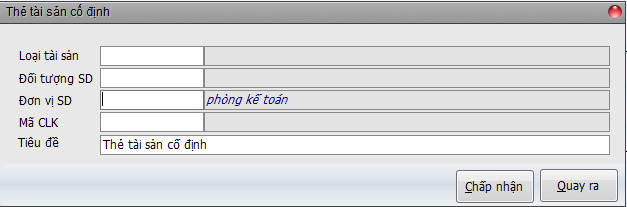 Thẻ tài sản cố định
Loại tài sản
Đối tượng SD
Đơn vị SD phòng kế toán
Mã CLK
Tiêu đề Thẻ tài sản cố định
Chấp nhận Quay ra